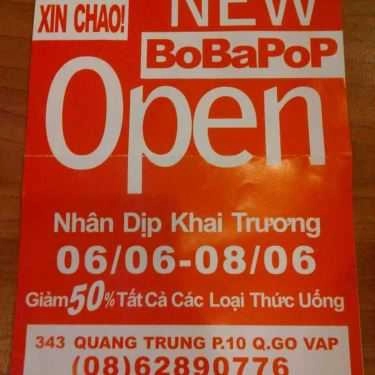 XIN CHAO!
NEW
BoBaPoP
Open
Nhân Dịp Khai Trương
06/06-08/06
Giảm 50% Tất Cả Các Loại Thức Uống
343 QUANG TRUNG P.10 Q.GO VAP
(08)62890776